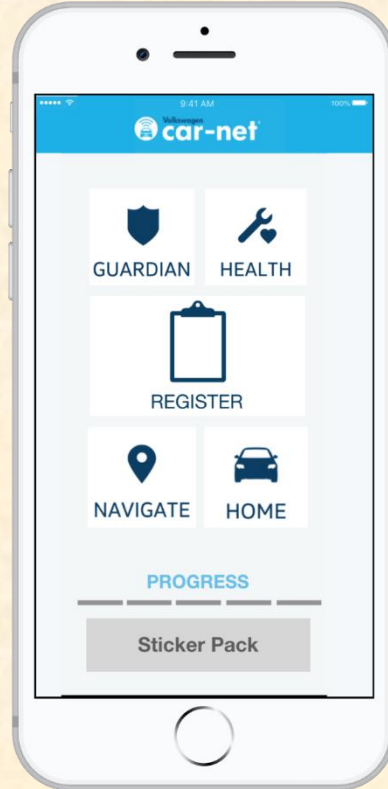 9:41 AM
100%
Volkswagen
car-net
GUARDIAN
HEALTH
REGISTER
NAVIGATE
HOME
PROGRESS
Sticker Pack